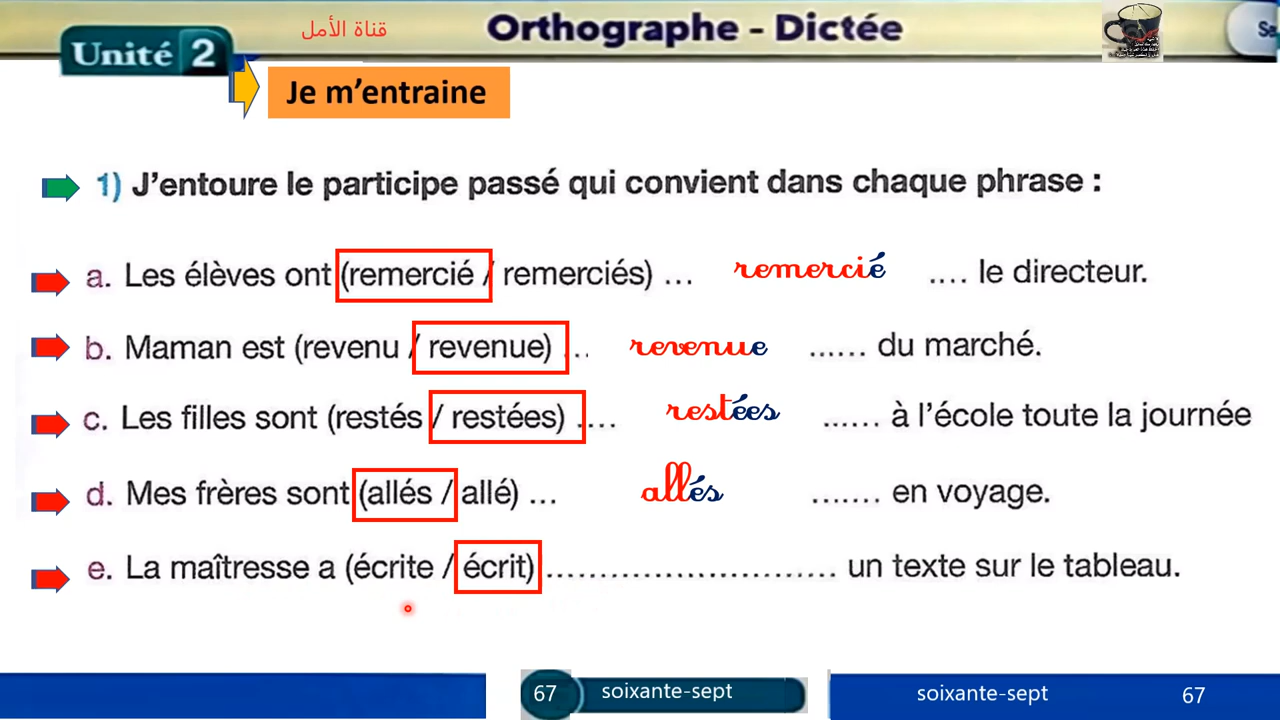 قناة الأمل
Orthographe - Dictée
Se
Unité 2
Je m’entraine
1) J’entoure le participe passé qui convient dans chaque phrase :
a. Les élèves ont (remercié / remerciés) ... remercié .... le directeur.
b. Maman est (revenu / revenue) ... revenue ...... du marché.
c. Les filles sont (restés / restées) .... restées ...... à l’école toute la journée
d. Mes frères sont (allés / allé) ... allés ....... en voyage.
e. La maîtresse a (écrite / écrit) ........................... un texte sur le tableau.
67 soixante-sept
soixante-sept 67